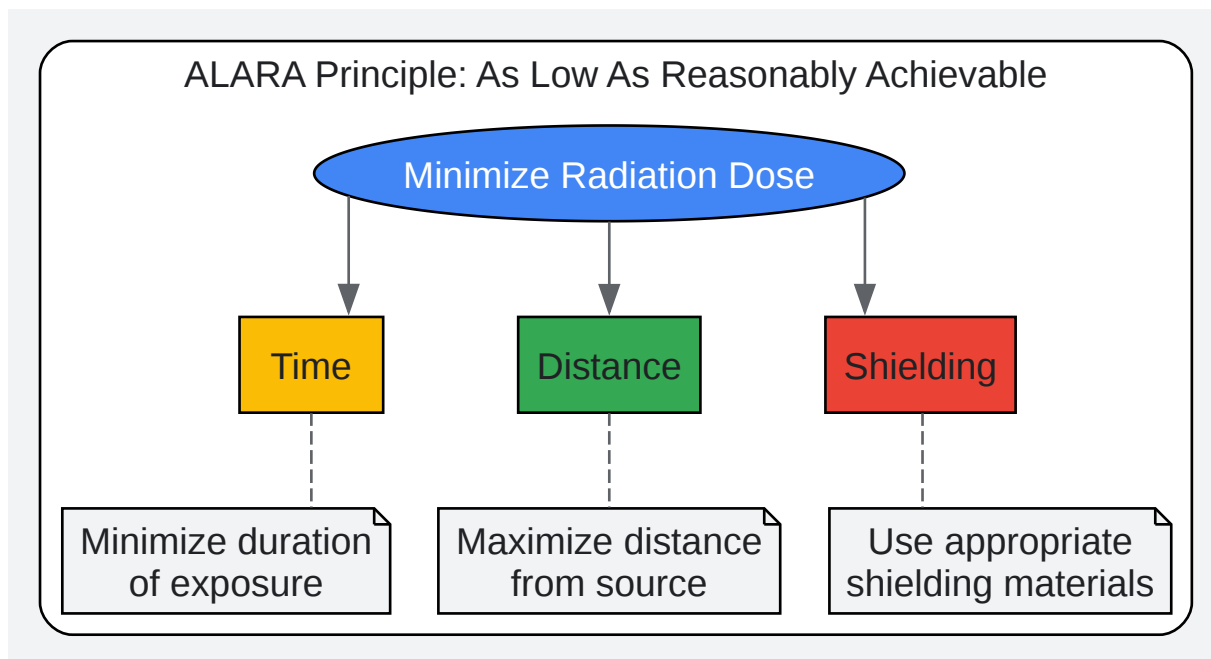 ALARA Principle: As Low As Reasonably Achievable
Minimize Radiation Dose
Time
Distance
Shielding
Minimize duration
of exposure
Maximize distance
from source
Use appropriate
shielding materials